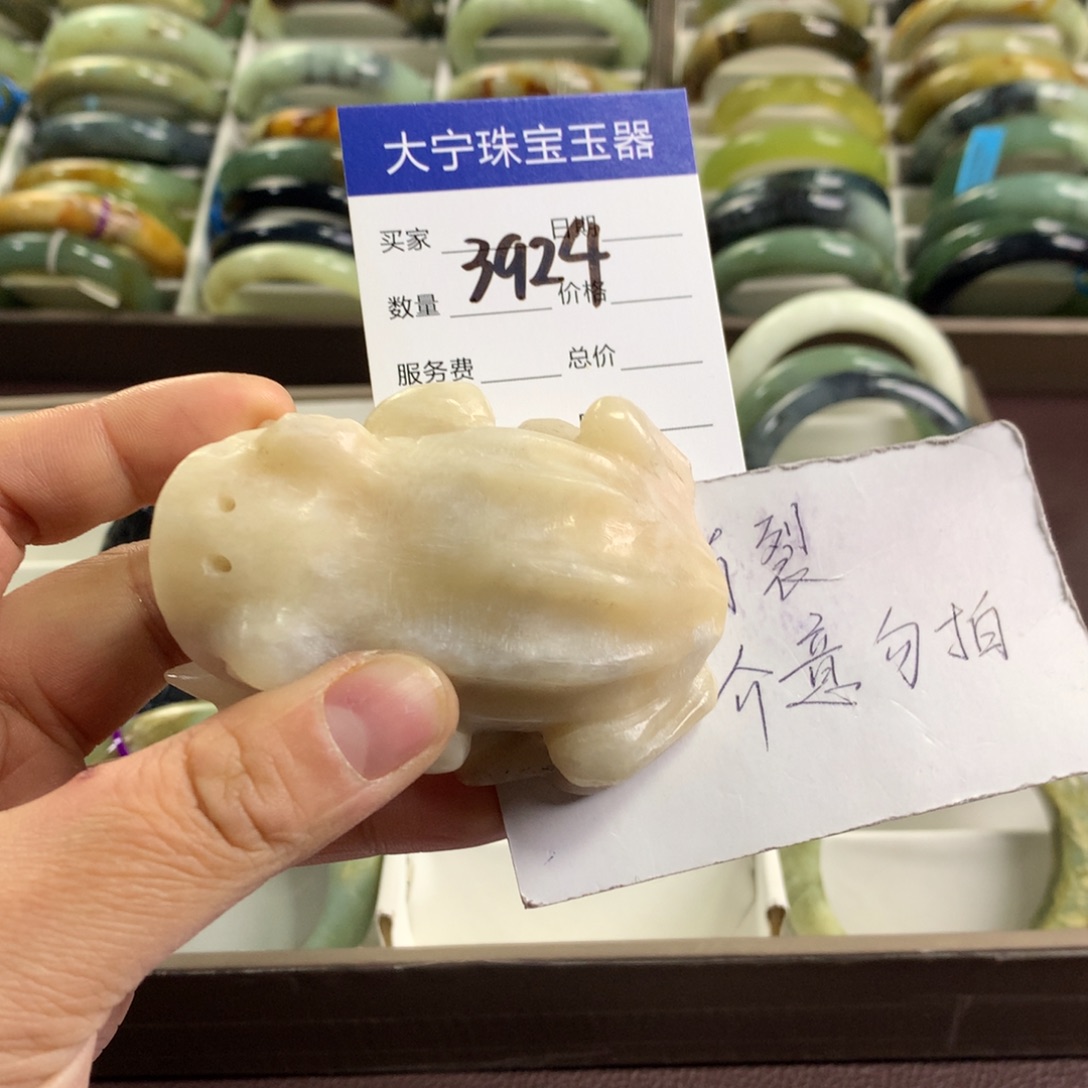 大宁珠宝玉器
买家 日期
3924
数量 价格
服务费 总价
裂
介意勿拍